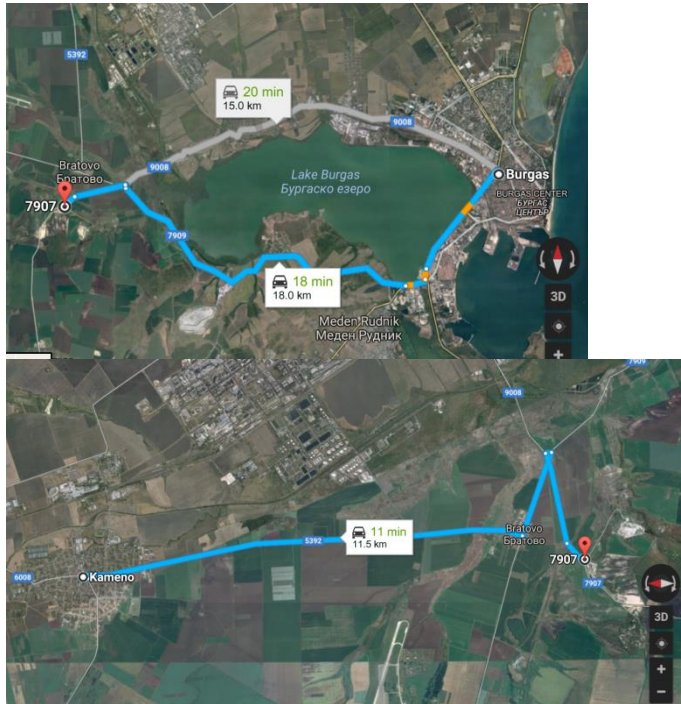 5392
20 min
15.0 km
9008
9008
Bratovo
Братово
7907
Lake Burgas
Бургаско езеро
Burgas
BURGAS CENTER
БУРГАС
ЦЕНТЪР
7909
18 min
18.0 km
Meden Rudnik
Меден Рудник
3D
+
7909
9008
11 min
11.5 km
5392
Bratovo
Братово
7907
6008
Kameno
7907
3D
+
−